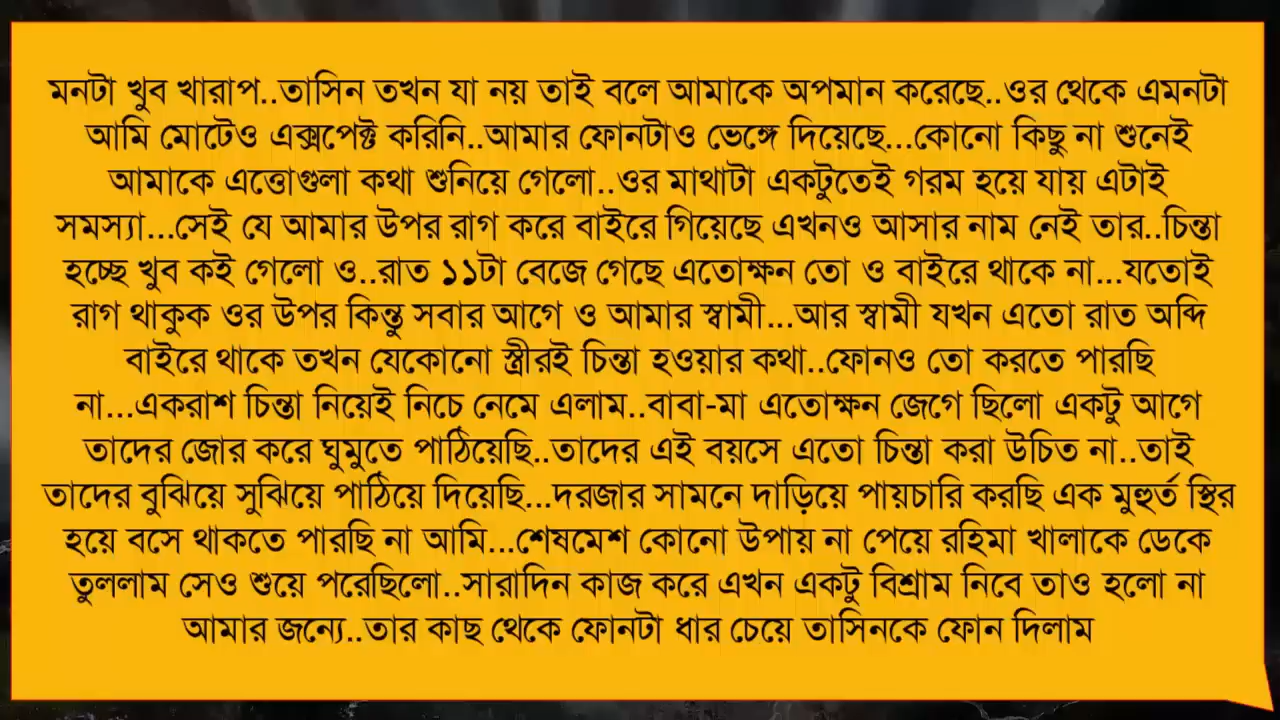 মনটা খুব খারাপ..তাসিন তখন যা নয় তাই বলে আমাকে অপমান করেছে..ওর থেকে এমনটা
আমি মোটেও এক্সপেক্ট করিনি..আমার ফোনটাও ভেঙ্গে দিয়েছে...কোনো কিছু না শুনেই
আমাকে এত্তোগুলা কথা শুনিয়ে গেলো..ওর মাথাটা একটুতেই গরম হয়ে যায় এটাই
সমস্যা...সেই যে আমার উপর রাগ করে বাইরে গিয়েছে এখনও আসার নাম নেই তার..চিন্তা
হচ্ছে খুব কই গেলো ও..রাত ১১টা বেজে গেছে এতোক্ষন তো ও বাইরে থাকে না...যতোই
রাগ থাকুক ওর উপর কিন্তু সবার আগে ও আমার স্বামী...আর স্বামী যখন এতো রাত অব্দি
বাইরে থাকে তখন যেকোনো স্ত্রীরই চিন্তা হওয়ার কথা..ফোনও তো করতে পারছি
না...একরাশ চিন্তা নিয়েই নিচে নেমে এলাম..বাবা-মা এতোক্ষন জেগে ছিলো একটু আগে
তাদের জোর করে ঘুমুতে পাঠিয়েছি..তাদের এই বয়সে এতো চিন্তা করা উচিত না..তাই
তাদের বুঝিয়ে সুঝিয়ে পাঠিয়ে দিয়েছি...দরজার সামনে দাড়িয়ে পায়চারি করছি এক মুহুর্ত স্থির
হয়ে বসে থাকতে পারছি না আমি...শেষমেশ কোনো উপায় না পেয়ে রহিমা খালাকে ডেকে
তুললাম সেও শুয়ে পরেছিলো..সারাদিন কাজ করে এখন একটু বিশ্রাম নিবে তাও হলো না
আমার জন্যে..তার কাছ থেকে ফোনটা ধার চেয়ে তাসিনকে ফোন দিলাম